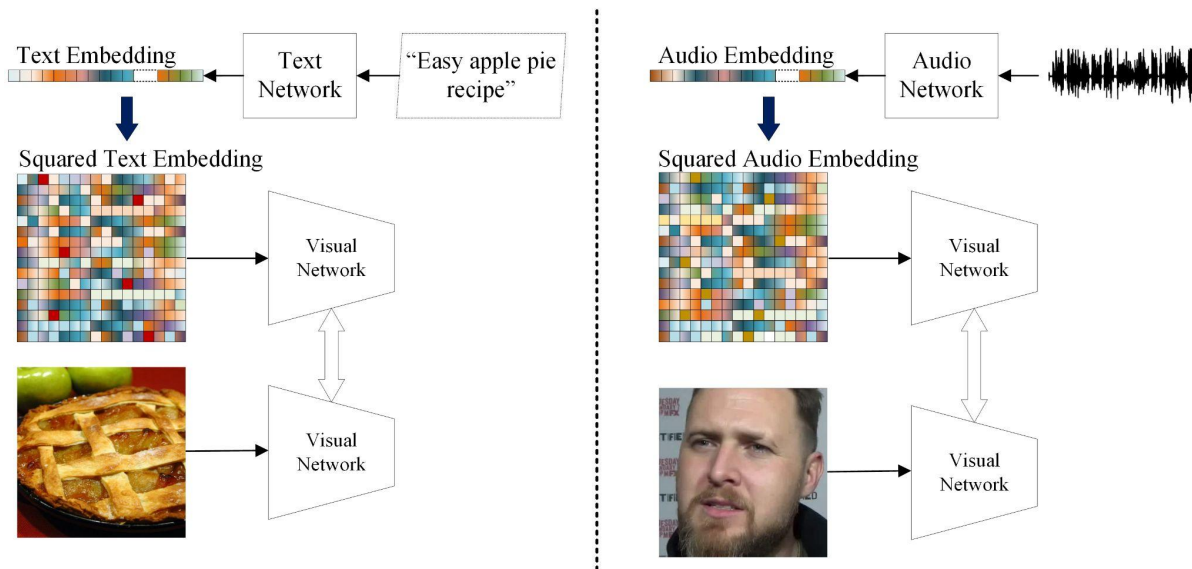 Text Embedding
Text
Network
“Easy apple pie
recipe”
Squared Text Embedding
Visual
Network
Visual
Network
Audio Embedding
Audio
Network
Squared Audio Embedding
Visual
Network
Visual
Network